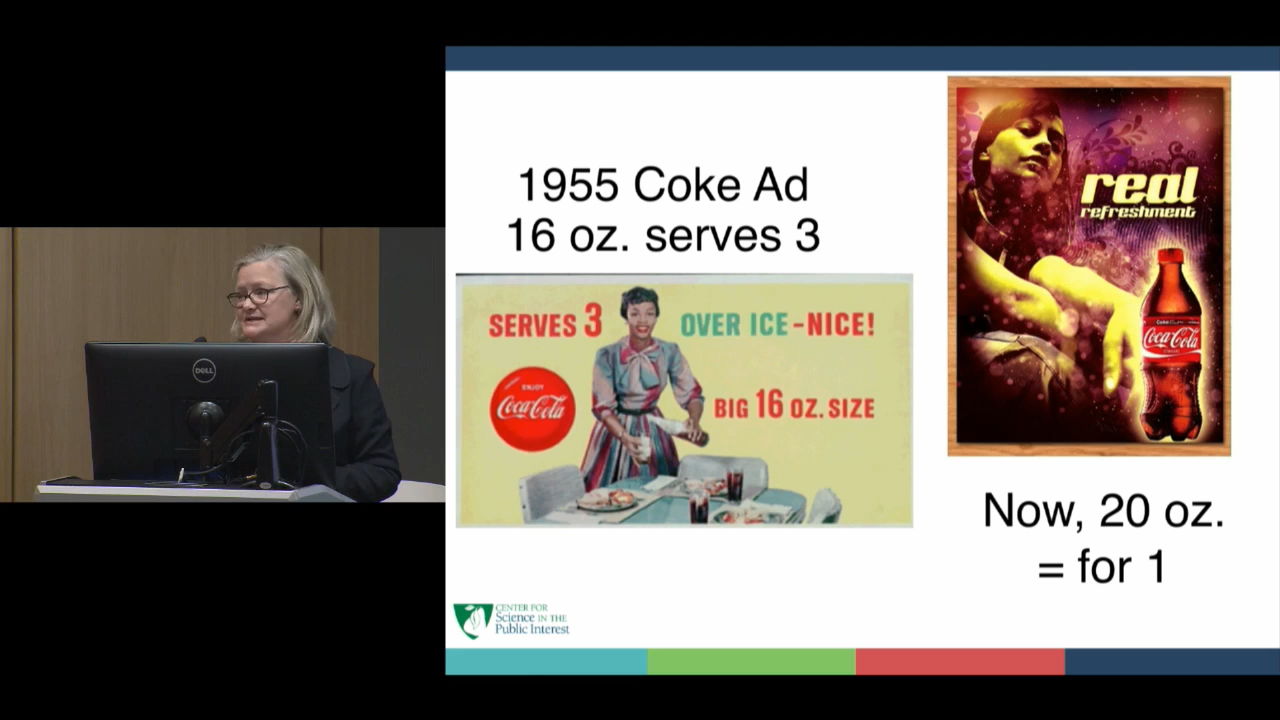 1955 Coke Ad
16 oz. serves 3
SERVES 3 OVER ICE-NICE!
ENJOY
Coca-Cola
BIG 16 OZ. SIZE
real
refreshment
Coca-Cola
Now, 20 oz.
= for 1
CENTER FOR
Science IN THE
Public Interest
DELL